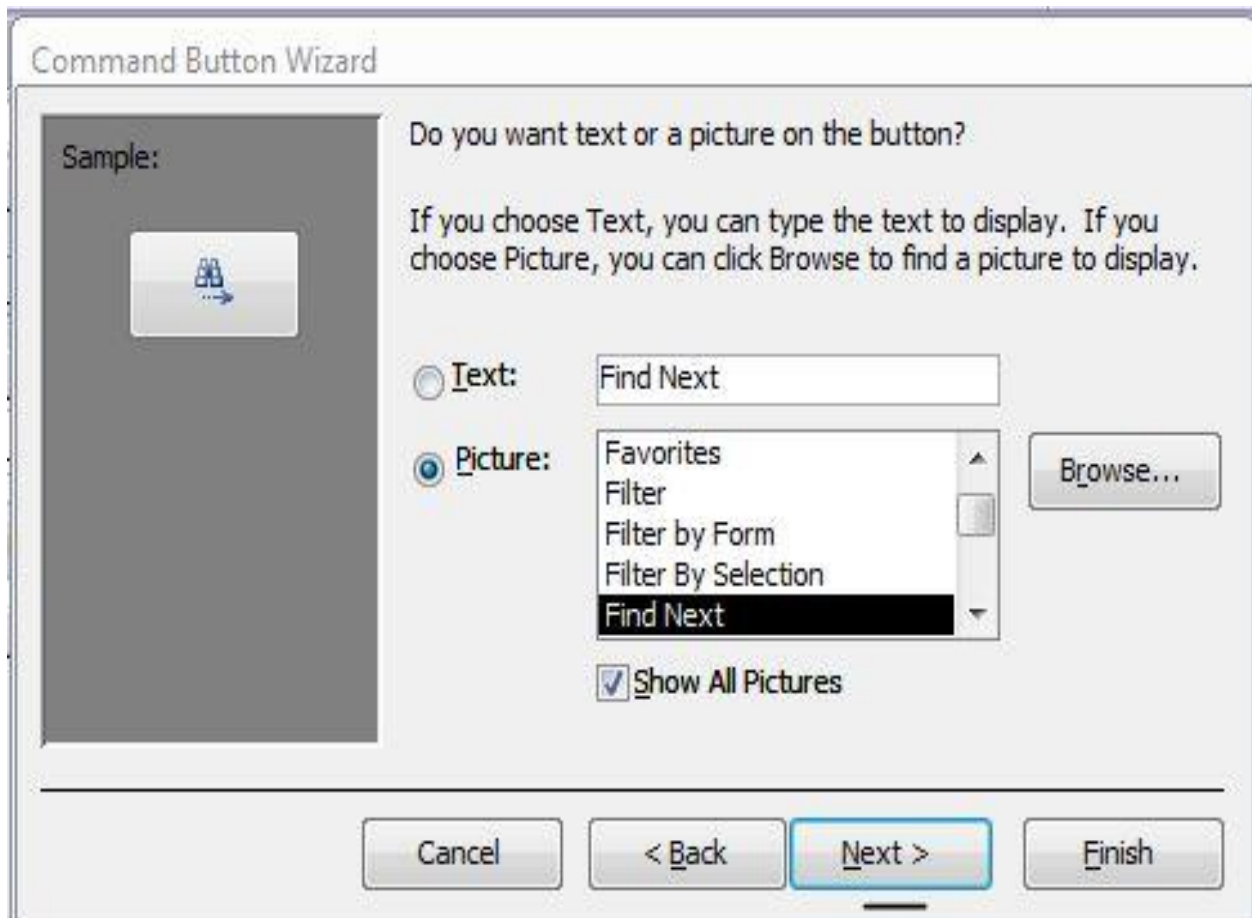 Command Button Wizard
Sample:
Do you want text or a picture on the button?
If you choose Text, you can type the text to display. If you
choose Picture, you can click Browse to find a picture to display.
Text:
Find Next
Picture:
Favorites
Filter
Filter by Form
Filter By Selection
Find Next
Browse...
Show All Pictures
Cancel
< Back
Next >
Finish